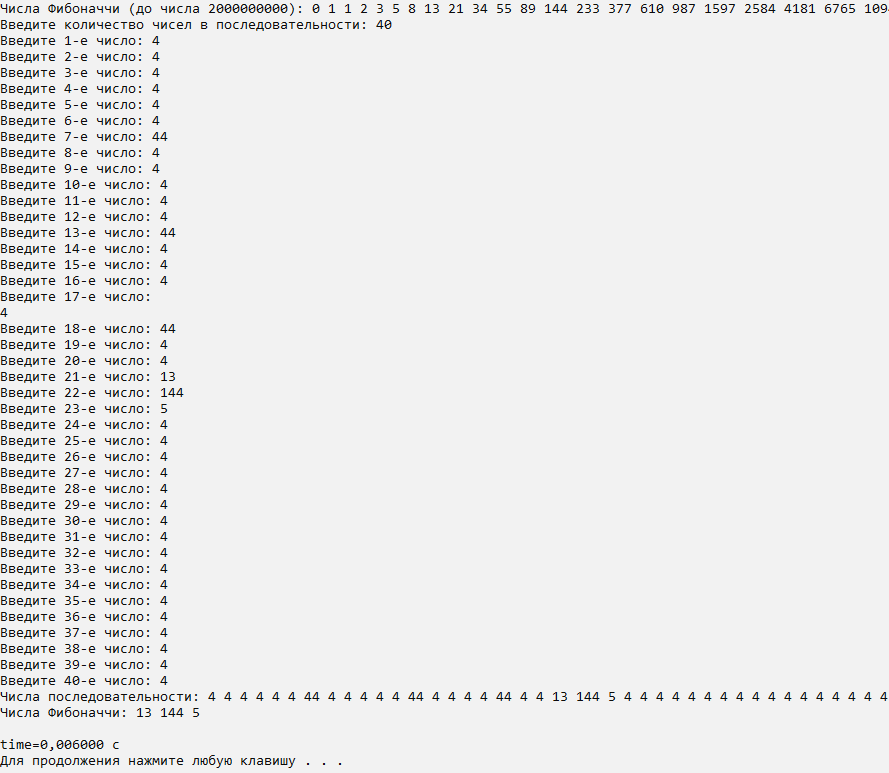 Числа Фибоначчи (до числа 2000000000): 0 1 1 2 3 5 8 13 21 34 55 89 144 233 377 610 987 1597 2584 4181 6765 109
Введите количество чисел в последовательности: 40
Введите 1-е число: 4
Введите 2-е число: 4
Введите 3-е число: 4
Введите 4-е число: 4
Введите 5-е число: 4
Введите 6-е число: 4
Введите 7-е число: 44
Введите 8-е число: 4
Введите 9-е число: 4
Введите 10-е число: 4
Введите 11-е число: 4
Введите 12-е число: 4
Введите 13-е число: 44
Введите 14-е число: 4
Введите 15-е число: 4
Введите 16-е число: 4
Введите 17-е число:
4
Введите 18-е число: 44
Введите 19-е число: 4
Введите 20-е число: 4
Введите 21-е число: 13
Введите 22-е число: 144
Введите 23-е число: 5
Введите 24-е число: 4
Введите 25-е число: 4
Введите 26-е число: 4
Введите 27-е число: 4
Введите 28-е число: 4
Введите 29-е число: 4
Введите 30-е число: 4
Введите 31-е число: 4
Введите 32-е число: 4
Введите 33-е число: 4
Введите 34-е число: 4
Введите 35-е число: 4
Введите 36-е число: 4
Введите 37-е число: 4
Введите 38-е число: 4
Введите 39-е число: 4
Введите 40-е число: 4
Числа последовательности: 4 4 4 4 4 4 44 4 4 4 4 4 44 4 4 4 4 44 4 4 13 144 5 4 4 4 4 4 4 4 4 4 4 4 4 4 4 4 4 4
Числа Фибоначчи: 13 144 5
time=0,006000 с
Для продолжения нажмите любую клавишу . . .